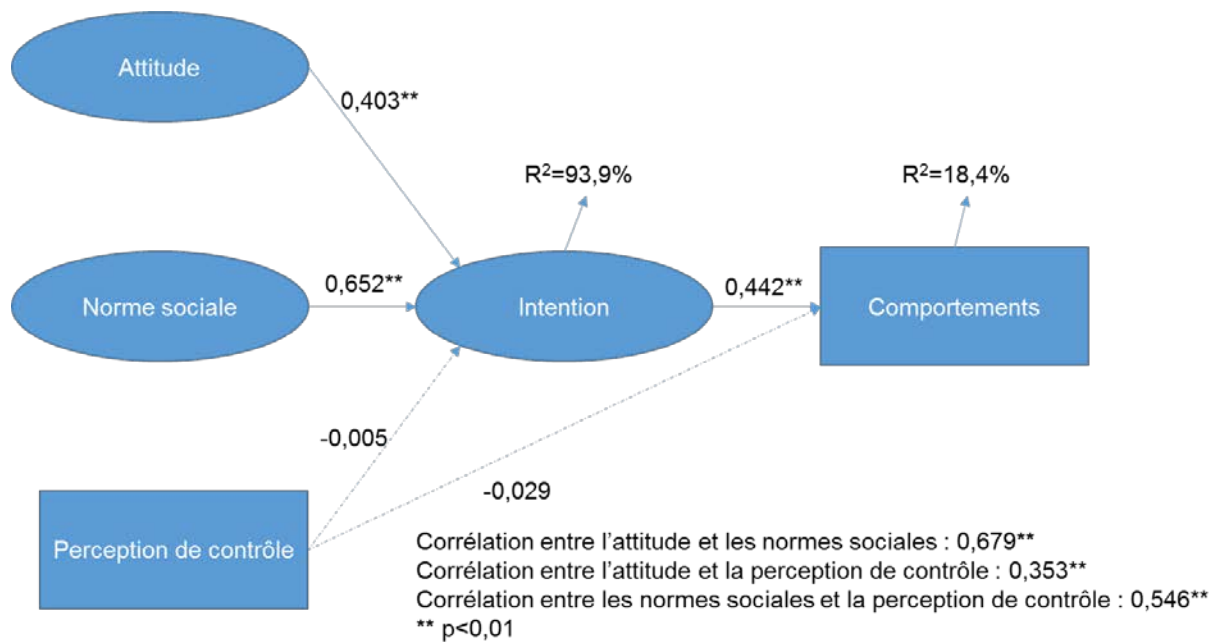 Attitude
0,403**
R²=93,9%
R²=18,4%
Norme sociale
0,652**
Intention
0,442**
Comportements
-0,005
-0,029
Perception de contrôle
Corrélation entre l’attitude et les normes sociales : 0,679**
Corrélation entre l’attitude et la perception de contrôle : 0,353**
Corrélation entre les normes sociales et la perception de contrôle : 0,546**
** p<0,01